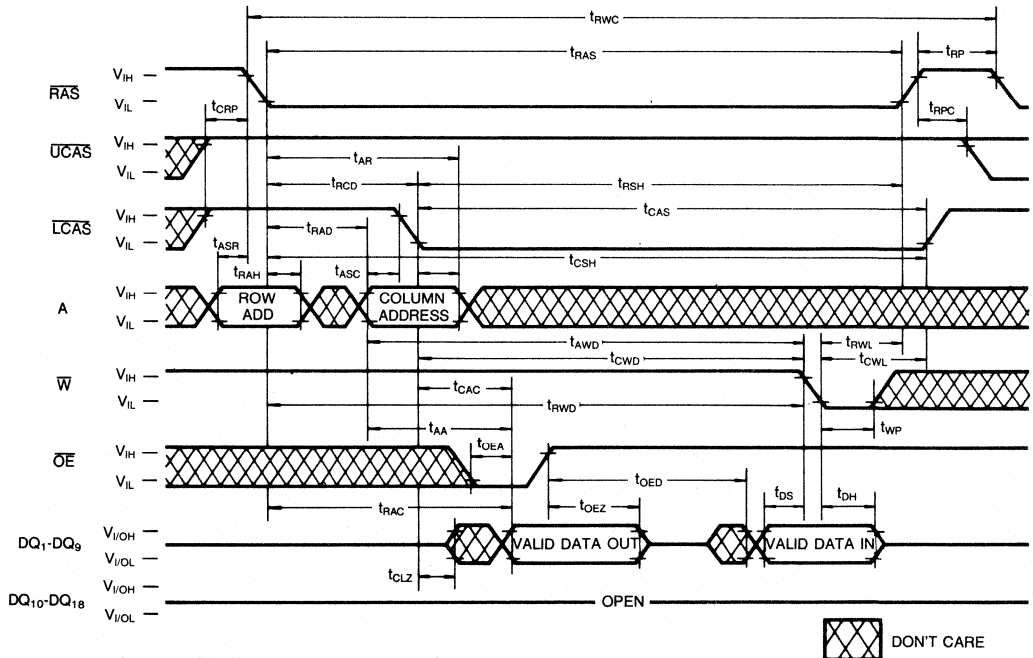 tRWC
tRAS
tRP
RAS
VIH
VIL
tCRP
tRPC
UCAS
VIH
VIL
tAR
tRCD
tRSH
LCAS
VIH
VIL
tCAS
tRAD
tCSH
tASR
tRAH
tASC
A
VIH
VIL
ROW ADD
COLUMN ADDRESS
tAWD
tRWL
tCWD
tCWL
W
VIH
VIL
tCAC
tRWD
tWP
tAA
OE
VIH
VIL
tOEA
tOED
tOEZ
tDS
tDH
tRAC
DQ1-DQ9
VI/OH
VI/OL
VALID DATA OUT
VALID DATA IN
tCLZ
DQ10-DQ18
VI/OH
VI/OL
OPEN
DON'T CARE